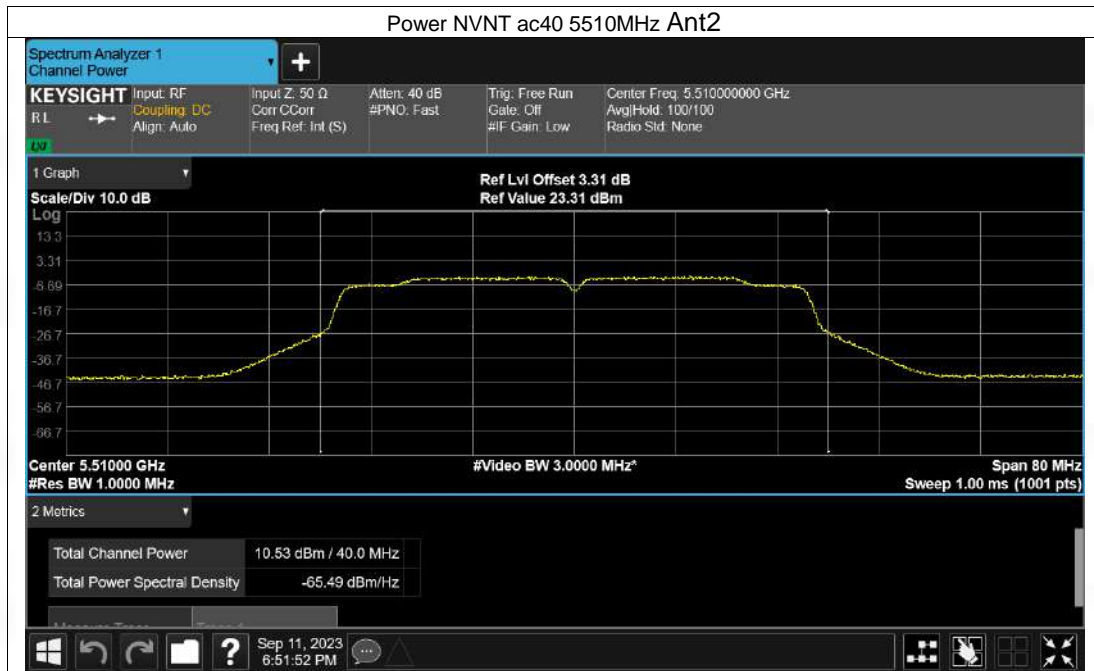 Power NVNT ac40 5510MHz Ant2
Spectrum Analyzer 1
Channel Power
KEYSIGHT
R L
LXI
Input: RF
Coupling: DC
Align: Auto
Input Z: 50 Ω
Corr CCorr
Freq Ref: Int (S)
Atten: 40 dB
#PNO: Fast
Trig: Free Run
Gate: Off
#IF Gain: Low
Center Freq: 5.510000000 GHz
Avg|Hold: 100/100
Radio Std: None
1 Graph
Scale/Div 10.0 dB
Ref Lvl Offset 3.31 dB
Ref Value 23.31 dBm
Log
13.3
3.31
-6.69
-16.7
-26.7
-36.7
-46.7
-56.7
-66.7
Center 5.51000 GHz
#Video BW 3.0000 MHz*
Span 80 MHz
#Res BW 1.0000 MHz
Sweep 1.00 ms (1001 pts)
2 Metrics
Total Channel Power 10.53 dBm / 40.0 MHz
Total Power Spectral Density -65.49 dBm/Hz
?
Sep 11, 2023
6:51:52 PM